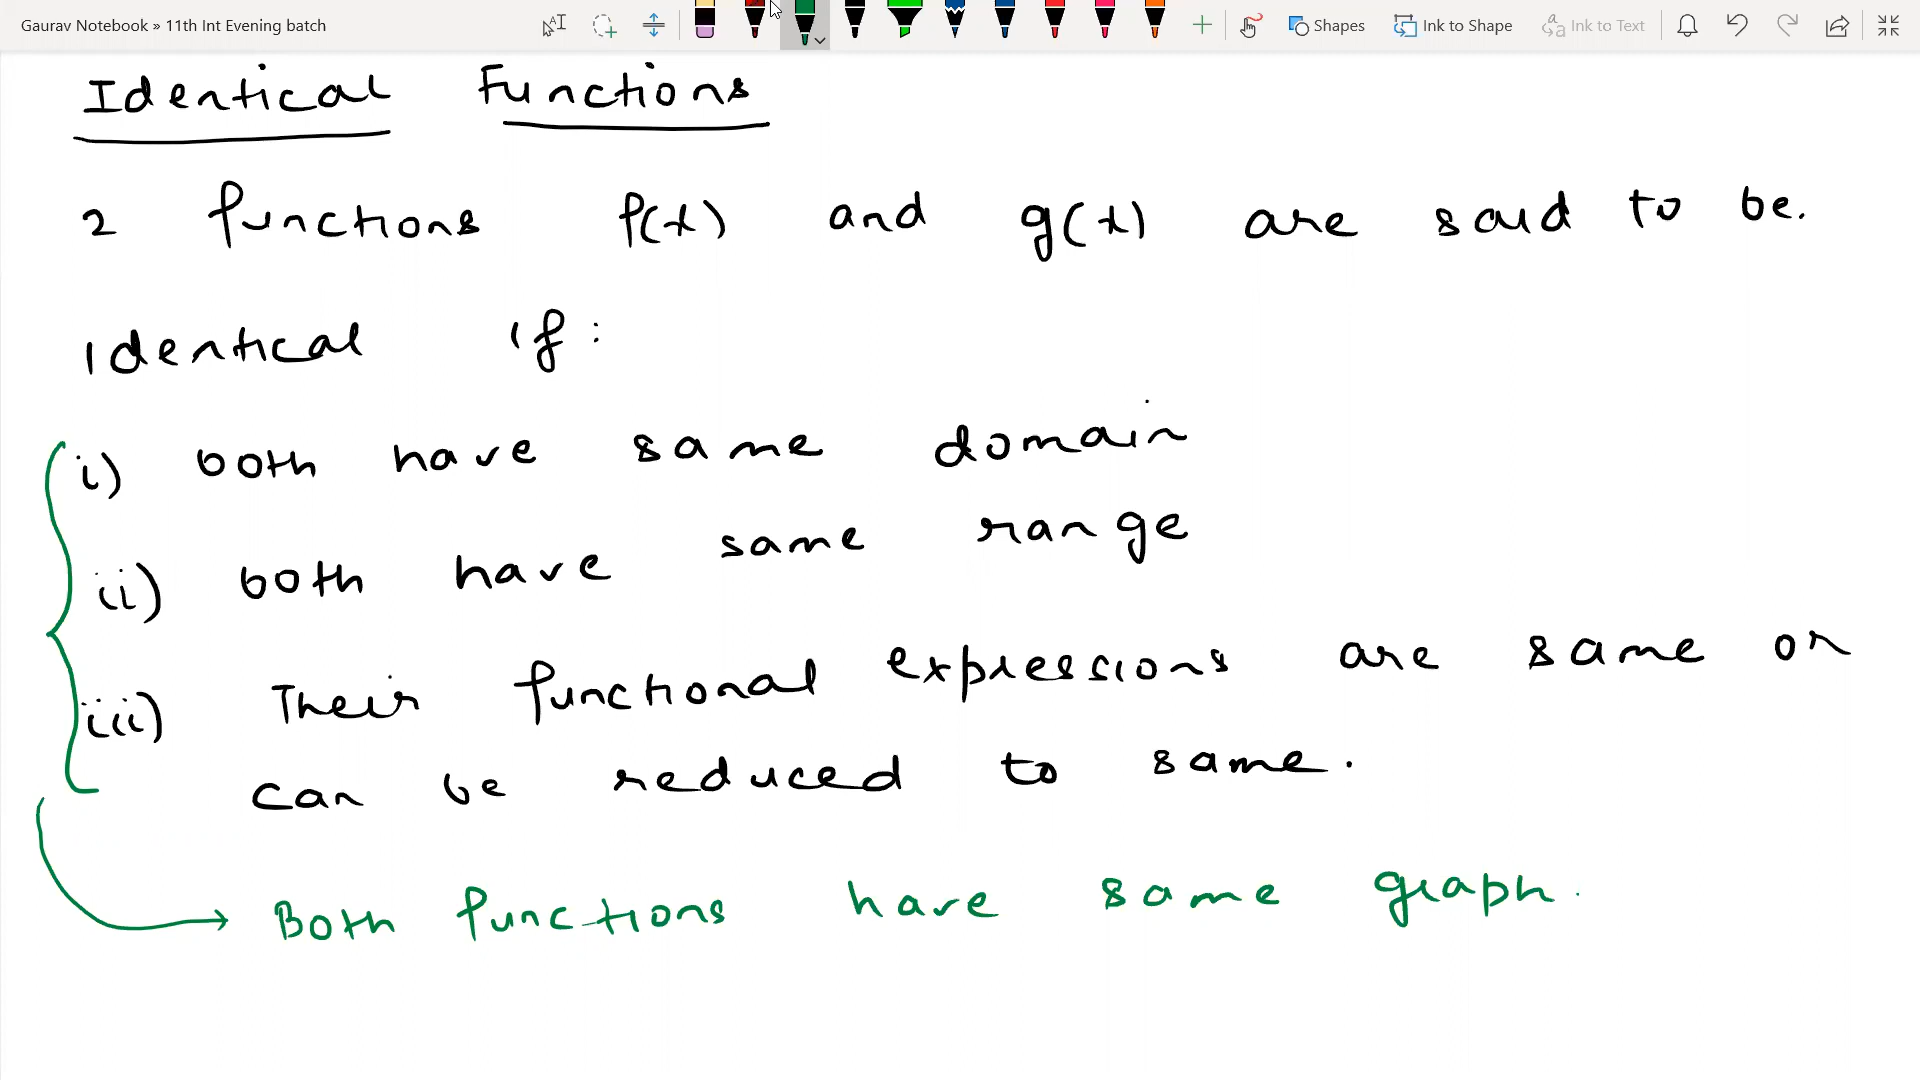 Gaurav Notebook » 11th Int Evening batch
Shapes Ink to Shape Ink to Text
Identical Functions
2 functions f(x) and g(x) are said to be.
identical if:
i) both have same domain
ii) both have same range
iii) Their functional expressions are same or
can be reduced to same.
Both functions have same graph.